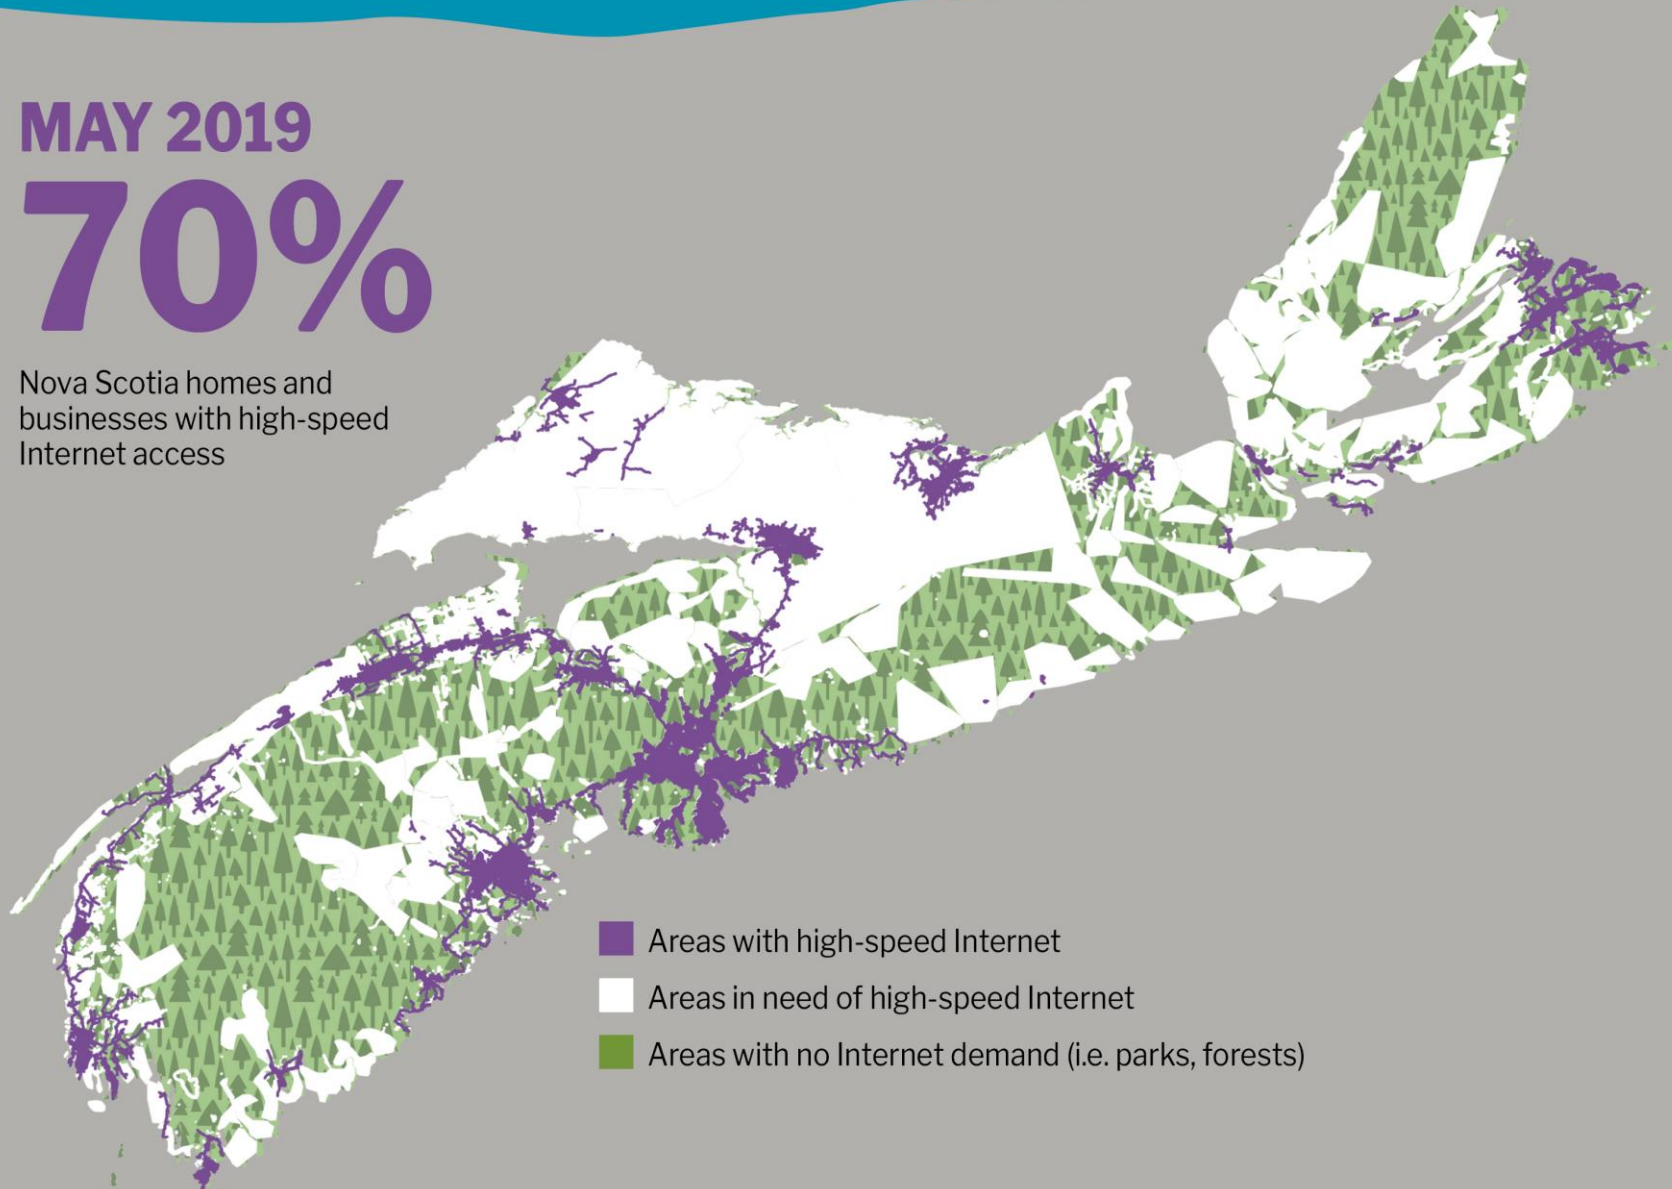 MAY 2019
70%
Nova Scotia homes and
businesses with high-speed
Internet access
Areas with high-speed Internet
Areas in need of high-speed Internet
Areas with no Internet demand (i.e. parks, forests)